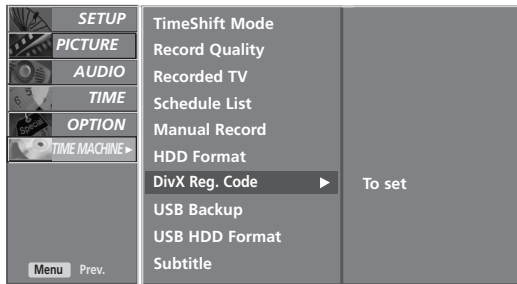 SETUP
PICTURE
AUDIO
TIME
OPTION
Special
TIME MACHINE ►
Menu Prev.
TimeShift Mode
Record Quality
Recorded TV
Schedule List
Manual Record
HDD Format
DivX Reg. Code ►
USB Backup
USB HDD Format
Subtitle
To set